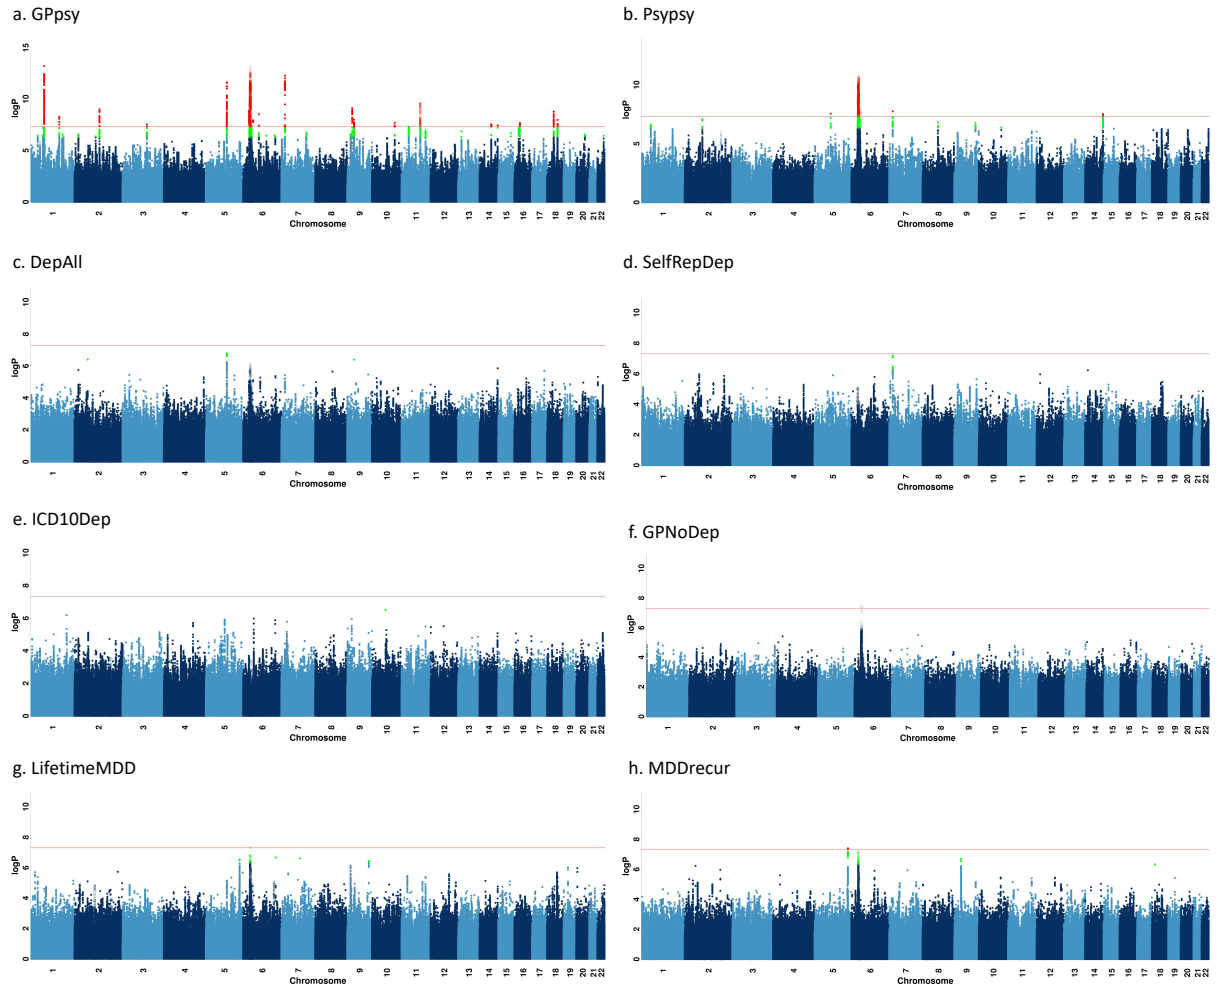 a. GPpsy
b. Psypsy
logP
0 5 10 15
1 2 3 4 5 6 7 8 9 10 11 12 13 14 15 16 17 18 19 20 21 22
Chromosome
logP
0 5 10
1 2 3 4 5 6 7 8 9 10 11 12 13 14 15 16 17 18 19 20 21 22
Chromosome
c. DepAll
d. SelfRepDep
logP
0 2 4 6 8 10
1 2 3 4 5 6 7 8 9 10 11 12 13 14 15 16 17 18 19 20 21 22
Chromosome
logP
0 2 4 6 8 10
1 2 3 4 5 6 7 8 9 10 11 12 13 14 15 16 17 18 19 20 21 22
Chromosome
e. ICD10Dep
f. GPNoDep
logP
0 2 4 6 8 10
1 2 3 4 5 6 7 8 9 10 11 12 13 14 15 16 17 18 19 20 21 22
Chromosome
logP
0 2 4 6 8 10
1 2 3 4 5 6 7 8 9 10 11 12 13 14 15 16 17 18 19 20 21 22
Chromosome
g. LifetimeMDD
h. MDDrecur
logP
0 2 4 6 8 10
1 2 3 4 5 6 7 8 9 10 11 12 13 14 15 16 17 18 19 20 21 22
Chromosome
logP
0 2 4 6 8 10
1 2 3 4 5 6 7 8 9 10 11 12 13 14 15 16 17 18 19 20 21 22
Chromosome